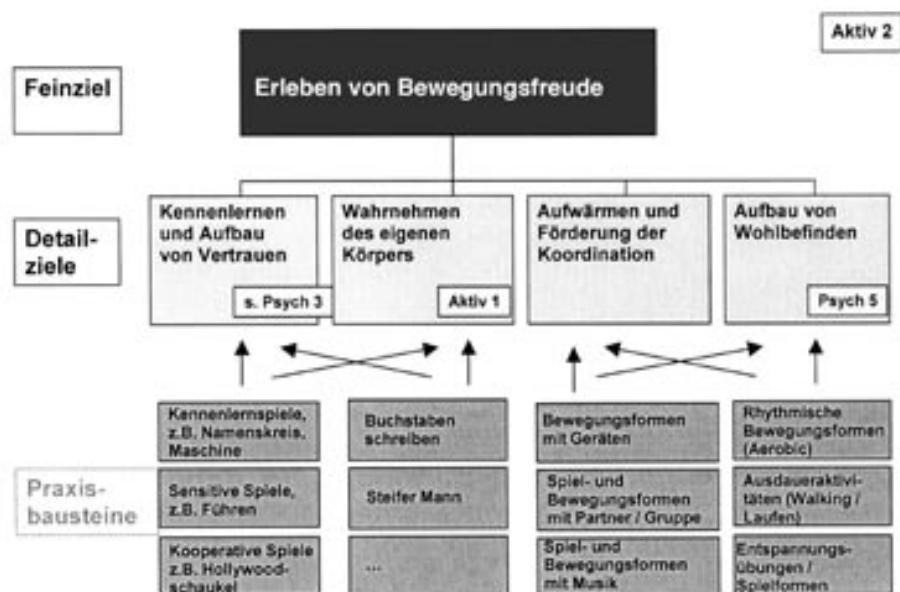 Aktiv 2
Feinziel
Erleben von Bewegungsfreude
Detail-
ziele
Kennenlernen
und Aufbau
von Vertrauen
s. Psych 3
Wahrnehmen
des eigenen
Körpers
Aktiv 1
Aufwärmen und
Förderung der
Koordination
Aufbau von
Wohlbefinden
Psych 5
Praxis-
bausteine
Kennenlernspiele,
z.B. Namenskreis,
Maschine
Sensitive Spiele,
z.B. Führen
Kooperative Spiele
z.B. Hollywood-
schaukel
Buchstaben
schreiben
Steifer Mann
...
Bewegungsformen
mit Geräten
Spiel- und
Bewegungsformen
mit Partner / Gruppe
Spiel- und
Bewegungsformen
mit Musik
Rhythmische
Bewegungsformen
(Aerobic)
Ausdaueraktivi-
täten (Walking /
Laufen)
Entspannungs-
übungen /
Spielformen